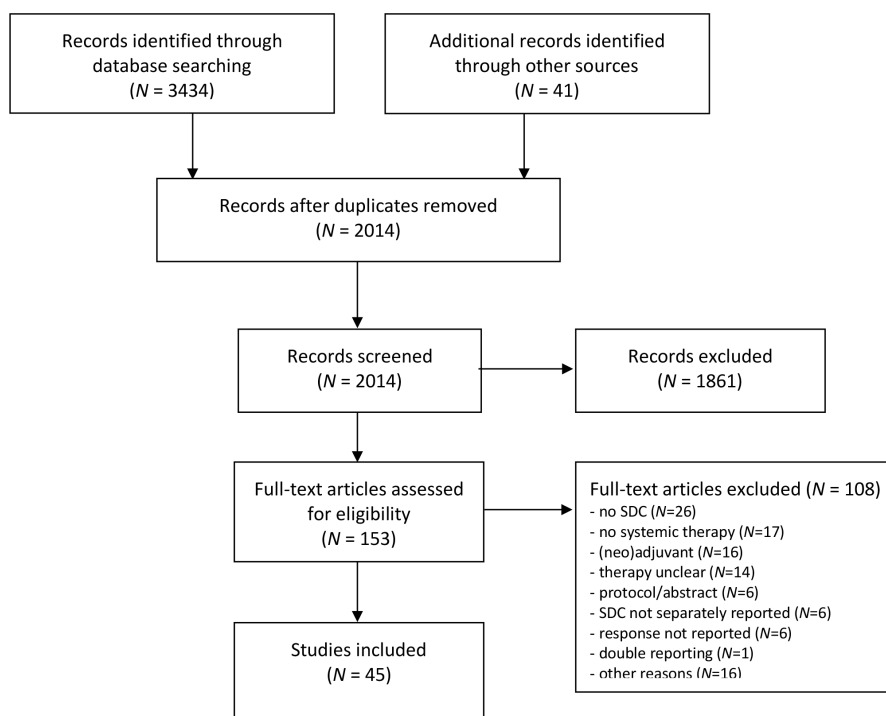 Records identified through
database searching
(N = 3434)
Additional records identified
through other sources
(N = 41)
Records after duplicates removed
(N = 2014)
Records screened
(N = 2014)
Records excluded
(N = 1861)
Full-text articles assessed
for eligibility
(N = 153)
Full-text articles excluded (N = 108)
- no SDC (N=26)
- no systemic therapy (N=17)
- (neo)adjuvant (N=16)
- therapy unclear (N=14)
- protocol/abstract (N=6)
- SDC not separately reported (N=6)
- response not reported (N=6)
- double reporting (N=1)
- other reasons (N=16)
Studies included
(N = 45)